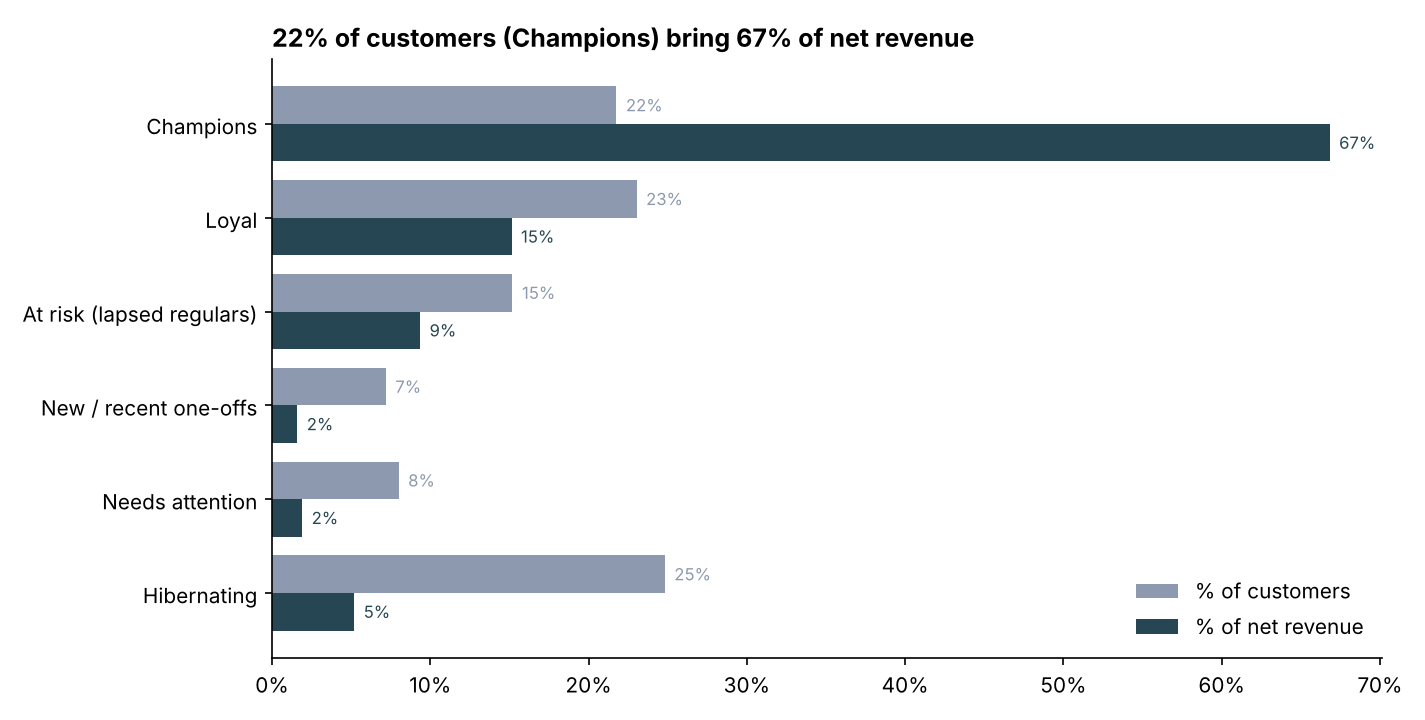 22% of customers (Champions) bring 67% of net revenue
Champions
22%
67%
Loyal
23%
15%
At risk (lapsed regulars)
15%
9%
New / recent one-offs
7%
2%
Needs attention
8%
2%
Hibernating
25%
5%
% of customers
% of net revenue
0% 10% 20% 30% 40% 50% 60% 70%